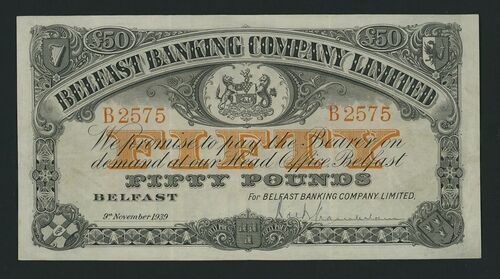 £50 £50
BELFAST BANKING COMPANY LIMITED
B 2575 B 2575
FIFTY
We promise to pay the Bearer on
demand at our Head Office Belfast
FIFTY POUNDS
BELFAST For BELFAST BANKING COMPANY, LIMITED,
9th November 1939